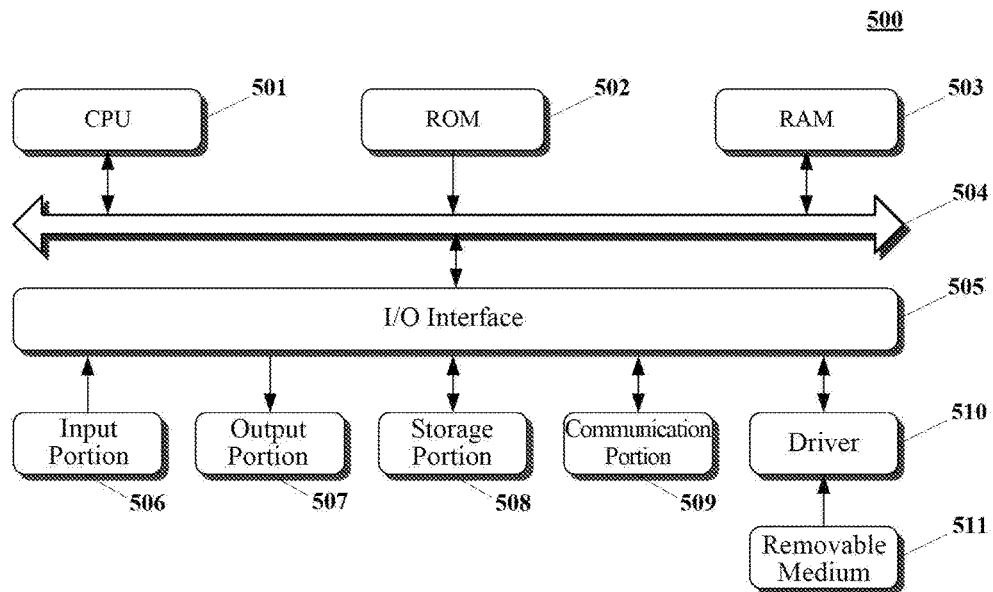 500
501
502
503
CPU
ROM
RAM
504
505
I/O Interface
Input
Portion
Output
Portion
Storage
Portion
Communication
Portion
Driver
510
506
507
508
509
Removable
Medium
511